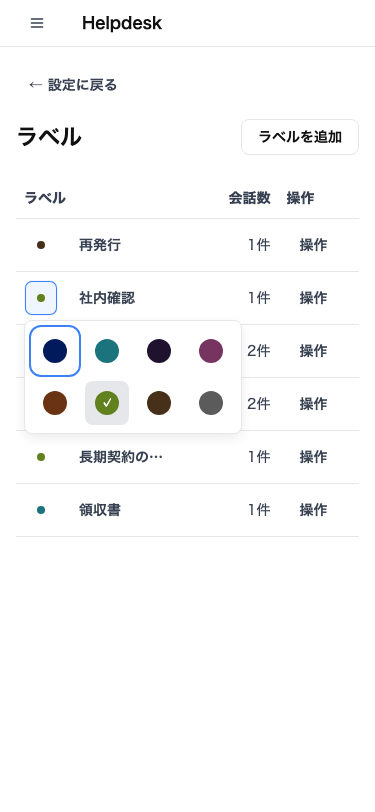 Helpdesk
← 設定に戻る
ラベル
ラベルを追加
ラベル 会話数 操作
再発行 1件 操作
社内確認 1件 操作
2件 操作
2件 操作
長期契約の… 1件 操作
領収書 1件 操作